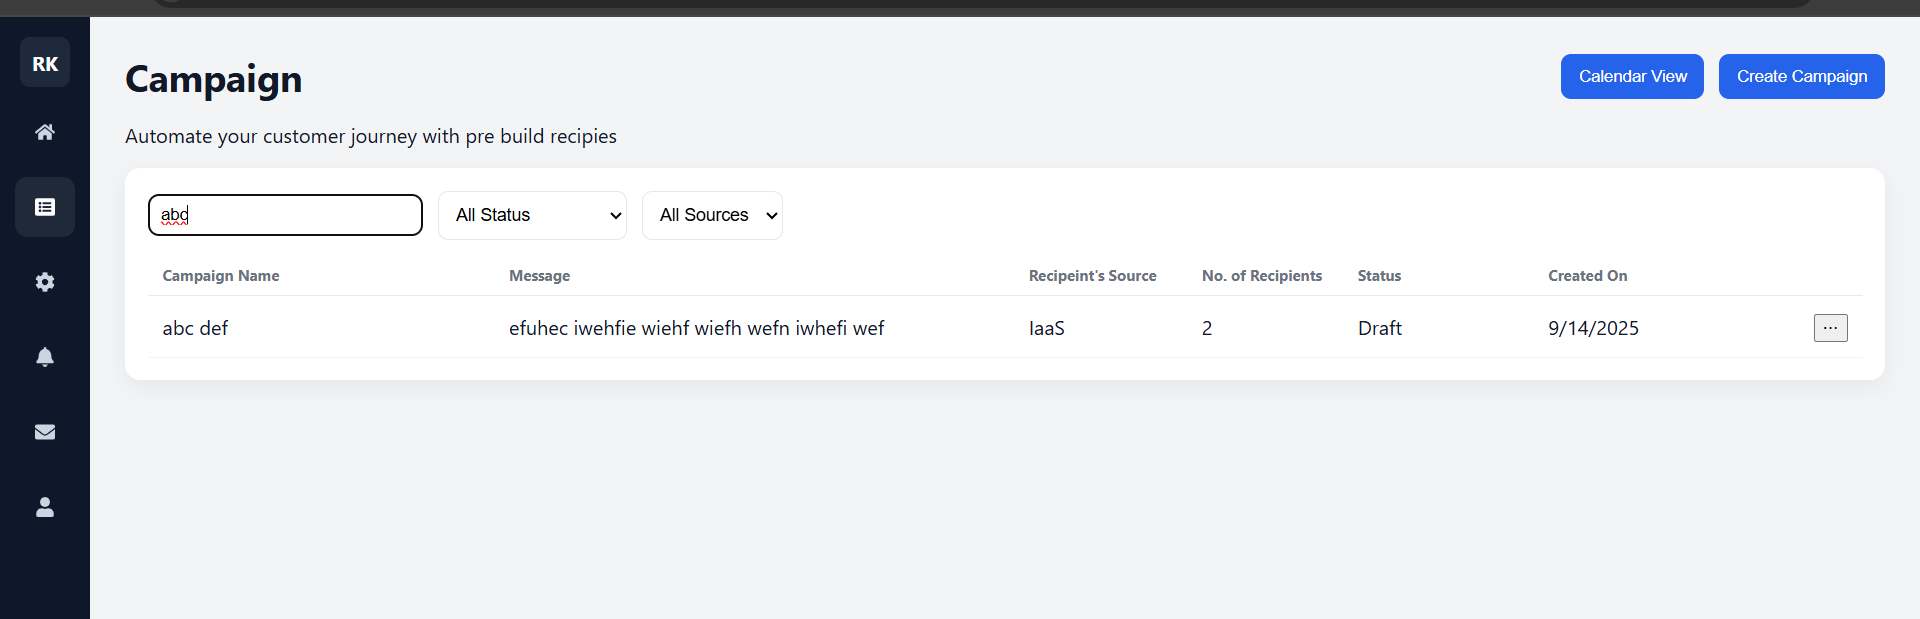 RK
Campaign
Calendar View
Create Campaign
Automate your customer journey with pre build recipies
abc
All Status
All Sources
Campaign Name Message Recipeint's Source No. of Recipients Status Created On
abc def efuhec iwehfie wiehf wiefh wefn iwhefi wef IaaS 2 Draft 9/14/2025 ...